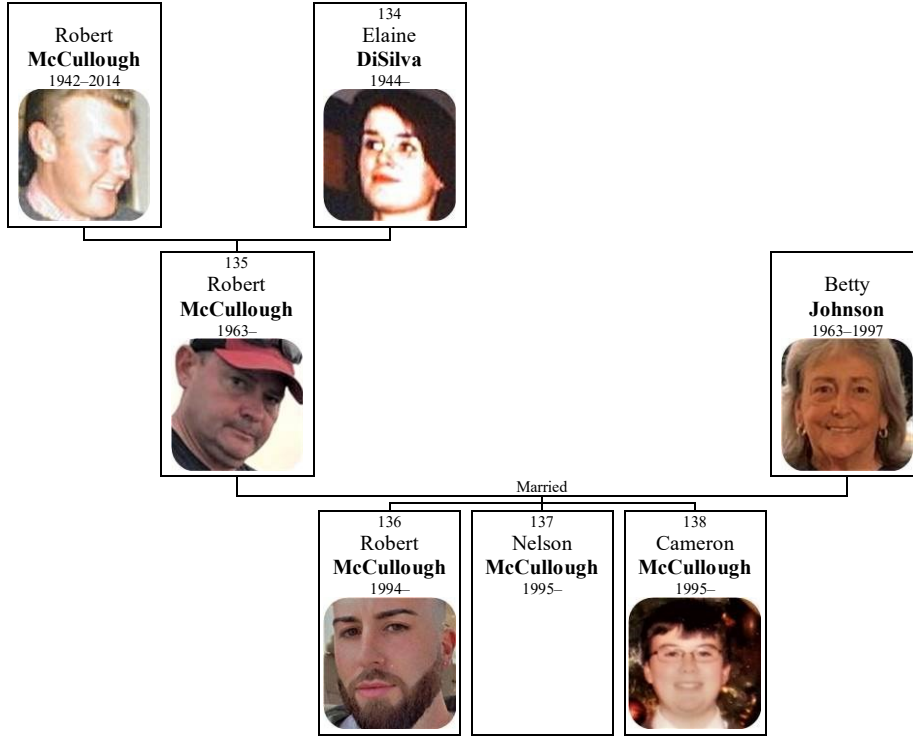 Robert
McCullough
1942–2014
134
Elaine
DiSilva
1944–
135
Robert
McCullough
1963–
Betty
Johnson
1963–1997
Married
136
Robert
McCullough
1994–
137
Nelson
McCullough
1995–
138
Cameron
McCullough
1995–